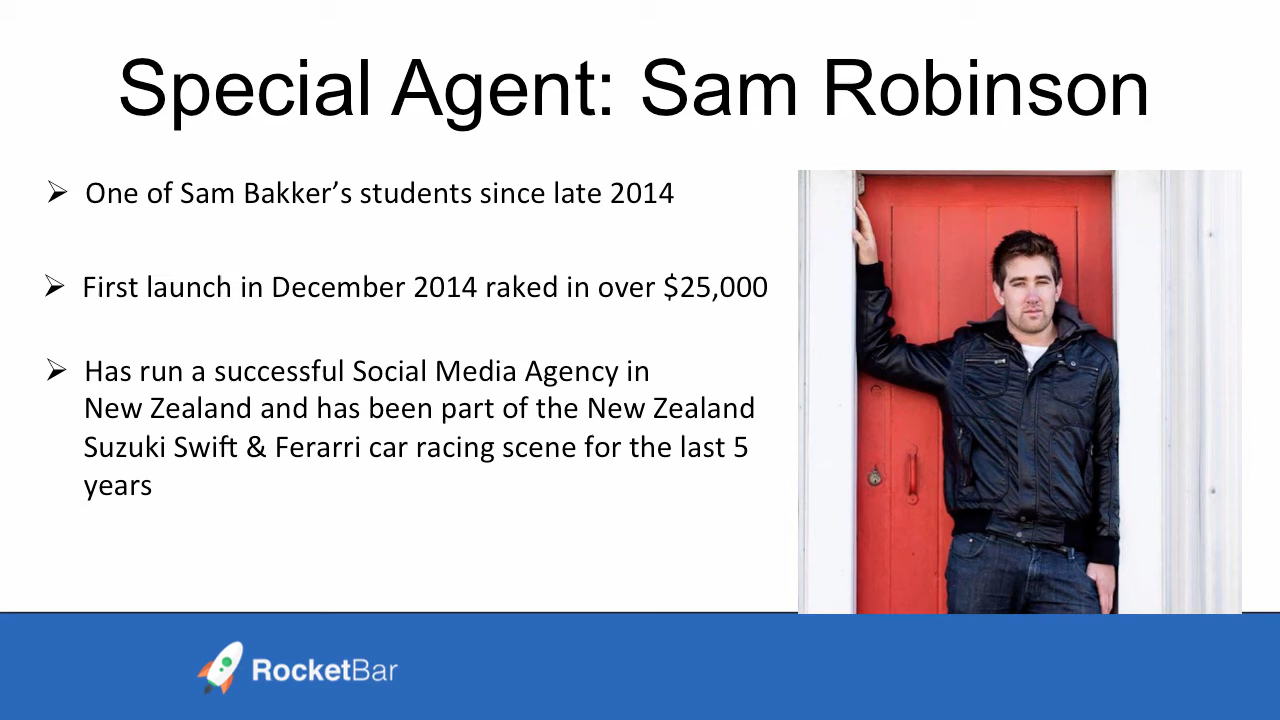 Special Agent: Sam Robinson
One of Sam Bakker’s students since late 2014
First launch in December 2014 raked in over $25,000
Has run a successful Social Media Agency in
New Zealand and has been part of the New Zealand
Suzuki Swift & Ferarri car racing scene for the last 5
years
RocketBar